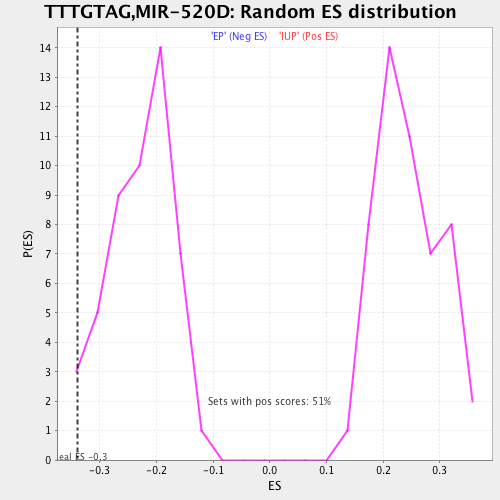 TTTGTAG,MIR-520D: Random ES distribution
'EP' (Neg ES) 'IUP' (Pos ES)
14
13
12
11
10
9
8
7
6
5
4
3
2
1
0
P(ES)
Sets with pos scores: 51%
eal ES -0.3
-0.3 -0.2 -0.1 0.0 0.1 0.2 0.3
ES